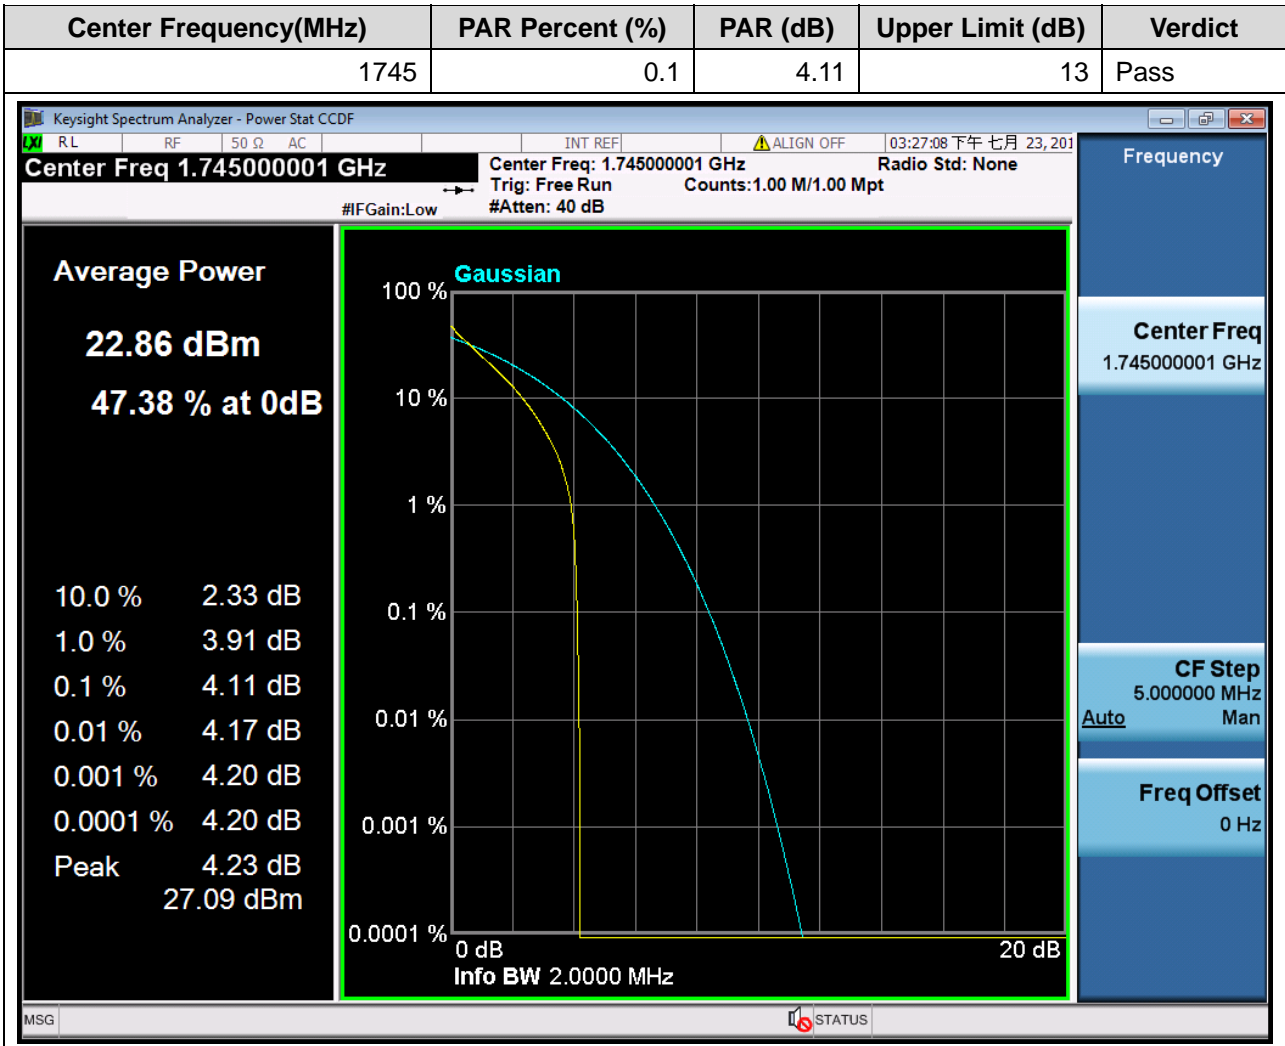 Center Frequency(MHz) PAR Percent (%) PAR (dB) Upper Limit (dB) Verdict
1745 0.1 4.11 13 Pass
Keysight Spectrum Analyzer - Power Stat CCDF
LXI RL RF 50 Ω AC INT REF ALIGN OFF 03:27:08 下午 七月 23, 201
Center Freq 1.745000001 GHz
Center Freq: 1.745000001 GHz Radio Std: None
Trig: Free Run Counts:1.00 M/1.00 Mpt
#IFGain:Low #Atten: 40 dB
Average Power
22.86 dBm
47.38 % at 0dB
10.0 % 2.33 dB
1.0 % 3.91 dB
0.1 % 4.11 dB
0.01 % 4.17 dB
0.001 % 4.20 dB
0.0001 % 4.20 dB
Peak 4.23 dB
27.09 dBm
Gaussian
100 %
10 %
1 %
0.1 %
0.01 %
0.001 %
0.0001 %
0 dB 20 dB
Info BW 2.0000 MHz
Frequency
Center Freq
1.745000001 GHz
CF Step
5.000000 MHz
Auto Man
Freq Offset
0 Hz
MSG STATUS